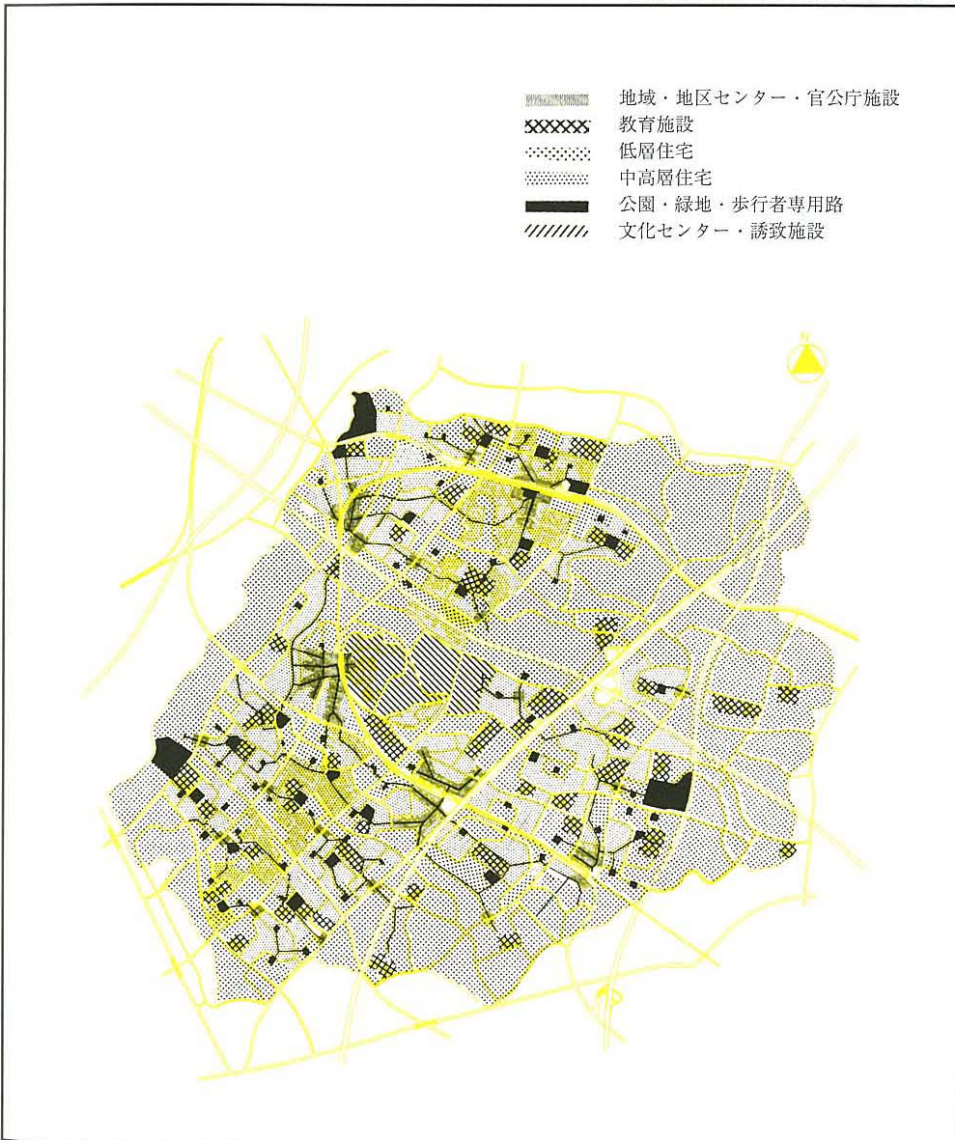 地域・地区センター・官公庁施設
教育施設
低層住宅
中高層住宅
公園・緑地・歩行者専用路
文化センター・誘致施設
N